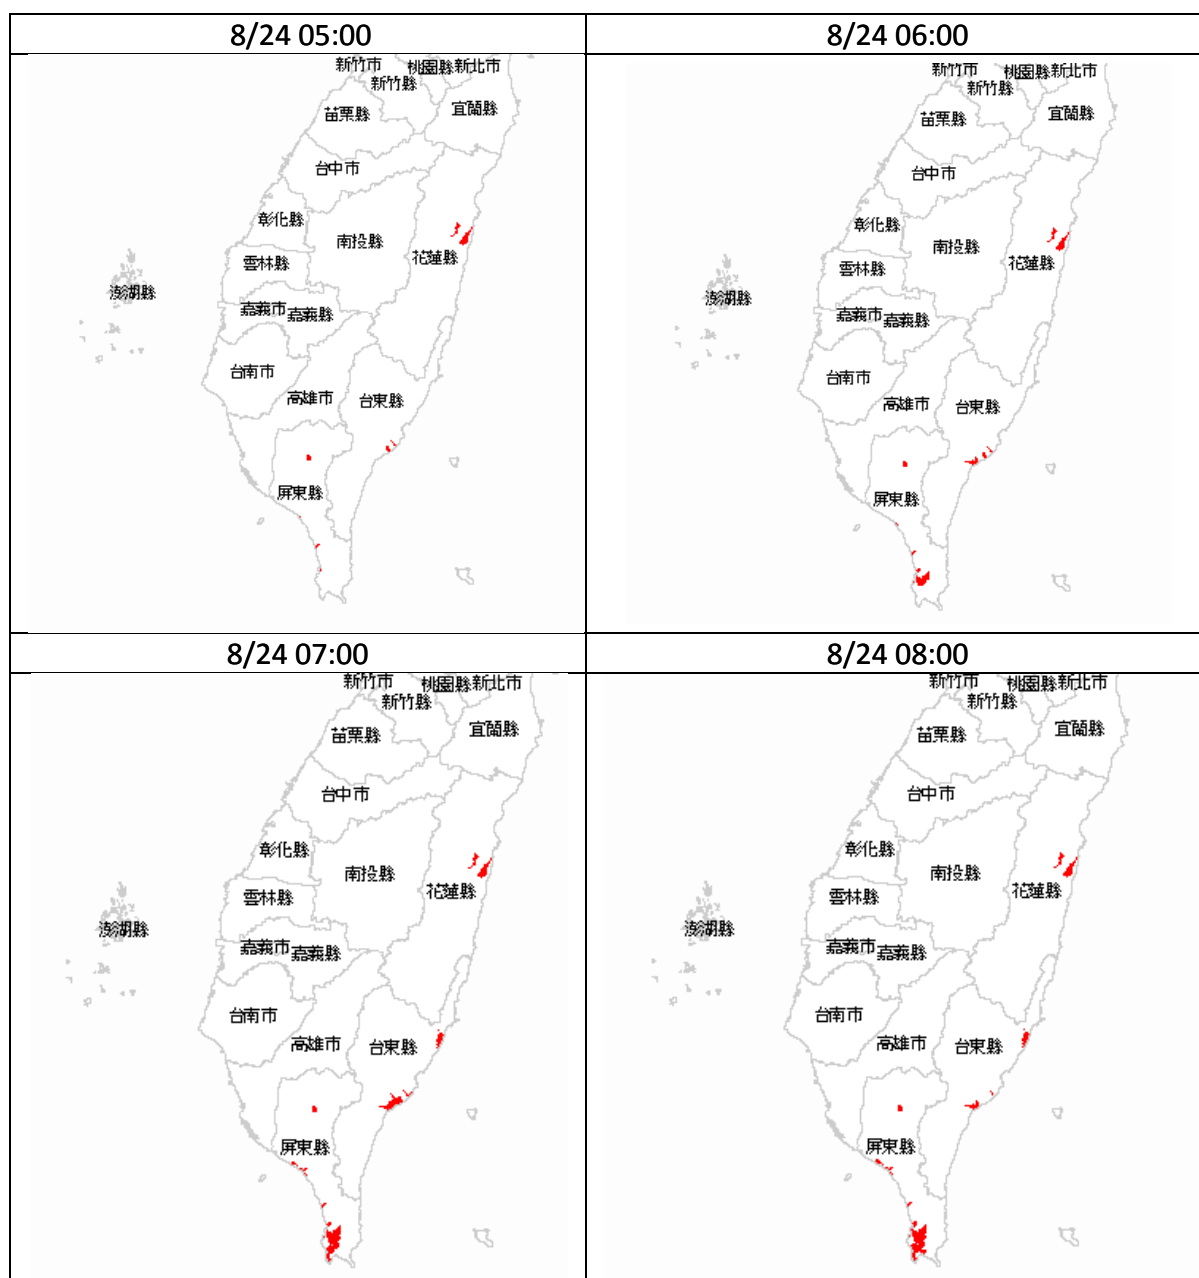 8/24 05:00
新竹市
桃園縣
新北市
新竹縣
苗栗縣
宜蘭縣
台中市
彰化縣
南投縣
花蓮縣
雲林縣
澎湖縣
嘉義市
嘉義縣
台南市
高雄市
台東縣
屏東縣
8/24 06:00
新竹市
桃園縣
新北市
新竹縣
苗栗縣
宜蘭縣
台中市
彰化縣
南投縣
花蓮縣
雲林縣
澎湖縣
嘉義市
嘉義縣
台南市
高雄市
台東縣
屏東縣
8/24 07:00
新竹市
桃園縣
新北市
新竹縣
苗栗縣
宜蘭縣
台中市
彰化縣
南投縣
花蓮縣
雲林縣
澎湖縣
嘉義市
嘉義縣
台南市
高雄市
台東縣
屏東縣
8/24 08:00
新竹市
桃園縣
新北市
新竹縣
苗栗縣
宜蘭縣
台中市
彰化縣
南投縣
花蓮縣
雲林縣
澎湖縣
嘉義市
嘉義縣
台南市
高雄市
台東縣
屏東縣